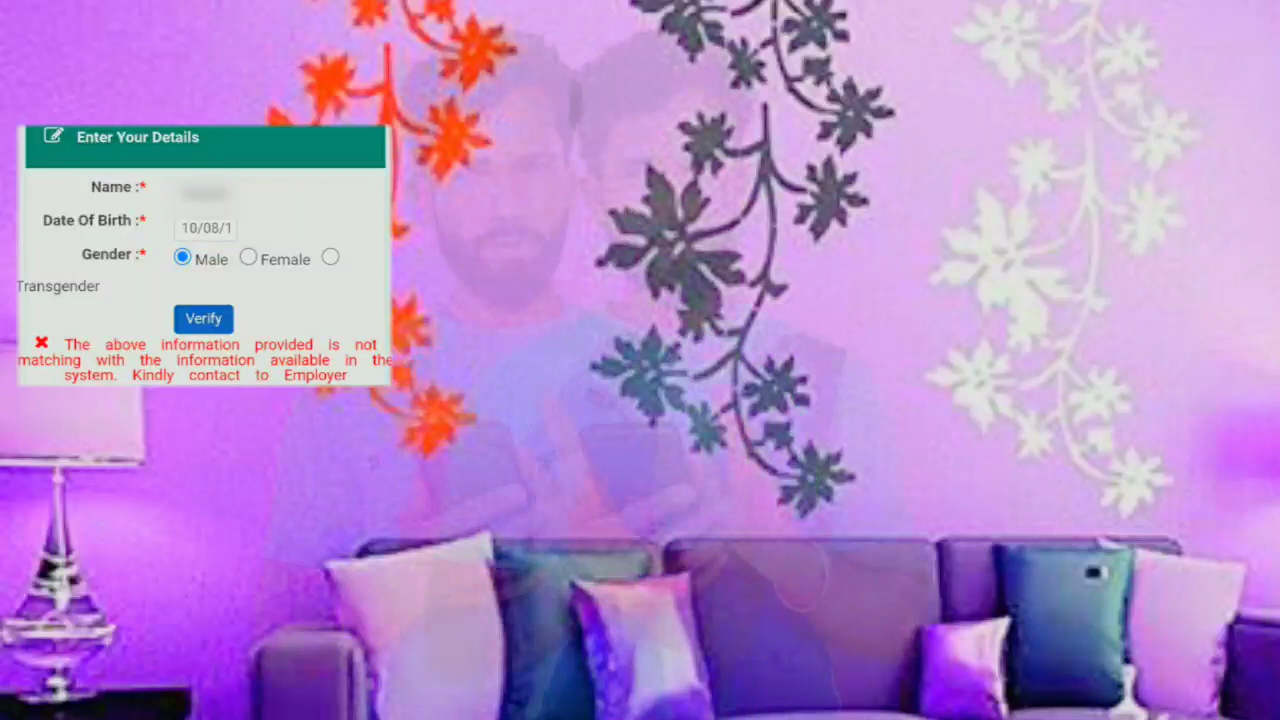 Enter Your Details
Name :*
Date Of Birth :* 10/08/1
Gender :* Male Female
Transgender
Verify
The above information provided is not
matching with the information available in the
system. Kindly contact to Employer